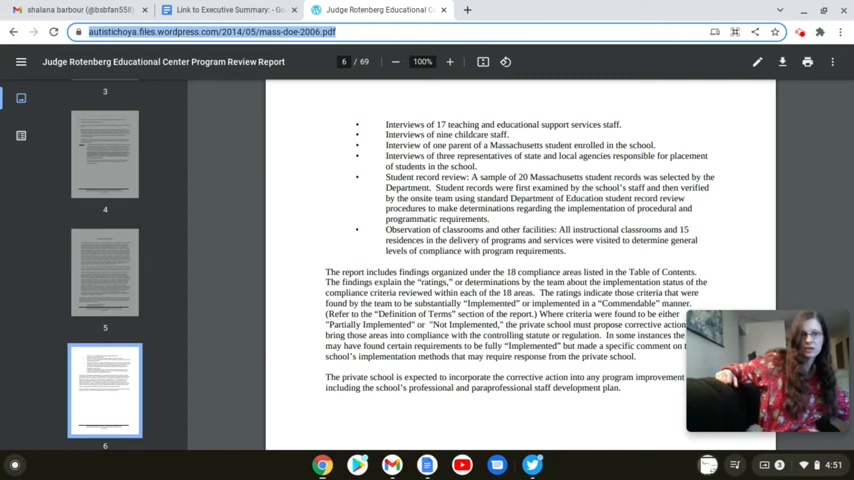 shalana barbour (@bsbfan558)
Link to Executive Summary: - Go
Judge Rotenberg Educational C
autistichoya.files.wordpress.com/2014/05/mass-doe-2006.pdf
Judge Rotenberg Educational Center Program Review Report
6 / 69
100%
3
4
5
6
• Interviews of 17 teaching and educational support services staff.
• Interviews of nine childcare staff.
• Interview of one parent of a Massachusetts student enrolled in the school.
• Interviews of three representatives of state and local agencies responsible for placement
of students in the school.
• Student record review: A sample of 20 Massachusetts student records was selected by the
Department. Student records were first examined by the school's staff and then verified
by the onsite team using standard Department of Education student record review
procedures to make determinations regarding the implementation of procedural and
programmatic requirements.
• Observation of classrooms and other facilities: All instructional classrooms and 15
residences in the delivery of programs and services were visited to determine general
levels of compliance with program requirements.
The report includes findings organized under the 18 compliance areas listed in the Table of Contents.
The findings explain the "ratings," or determinations by the team about the implementation status of the
compliance criteria reviewed within each of the 18 areas. The ratings indicate those criteria that were
found by the team to be substantially "Implemented" or implemented in a "Commendable" manner.
(Refer to the "Definition of Terms" section of the report.) Where criteria were found to be either
"Partially Implemented" or "Not Implemented," the private school must propose corrective action
bring those areas into compliance with the controlling statute or regulation. In some instances the
may have found certain requirements to be fully "Implemented" but made a specific comment on t
school's implementation methods that may require response from the private school.
The private school is expected to incorporate the corrective action into any program improvement
including the school's professional and paraprofessional staff development plan.
3
4:51